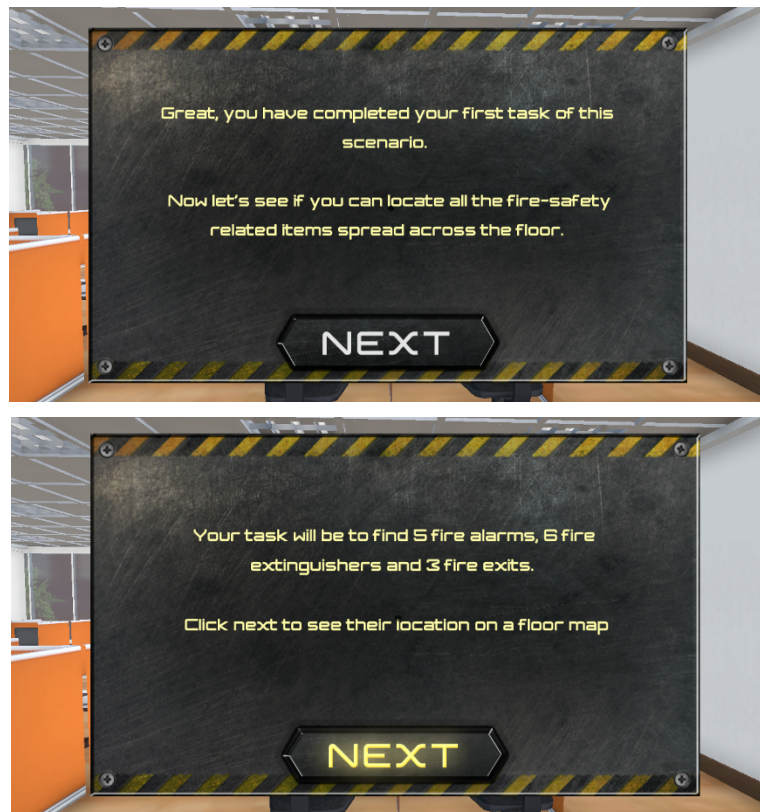 Great, you have completed your first task of this
scenario.
Now let's see if you can locate all the fire-safety
related items spread across the floor.
NEXT
Your task will be to find 5 fire alarms, 6 fire
extinguishers and 3 fire exits.
Click next to see their location on a floor map
NEXT